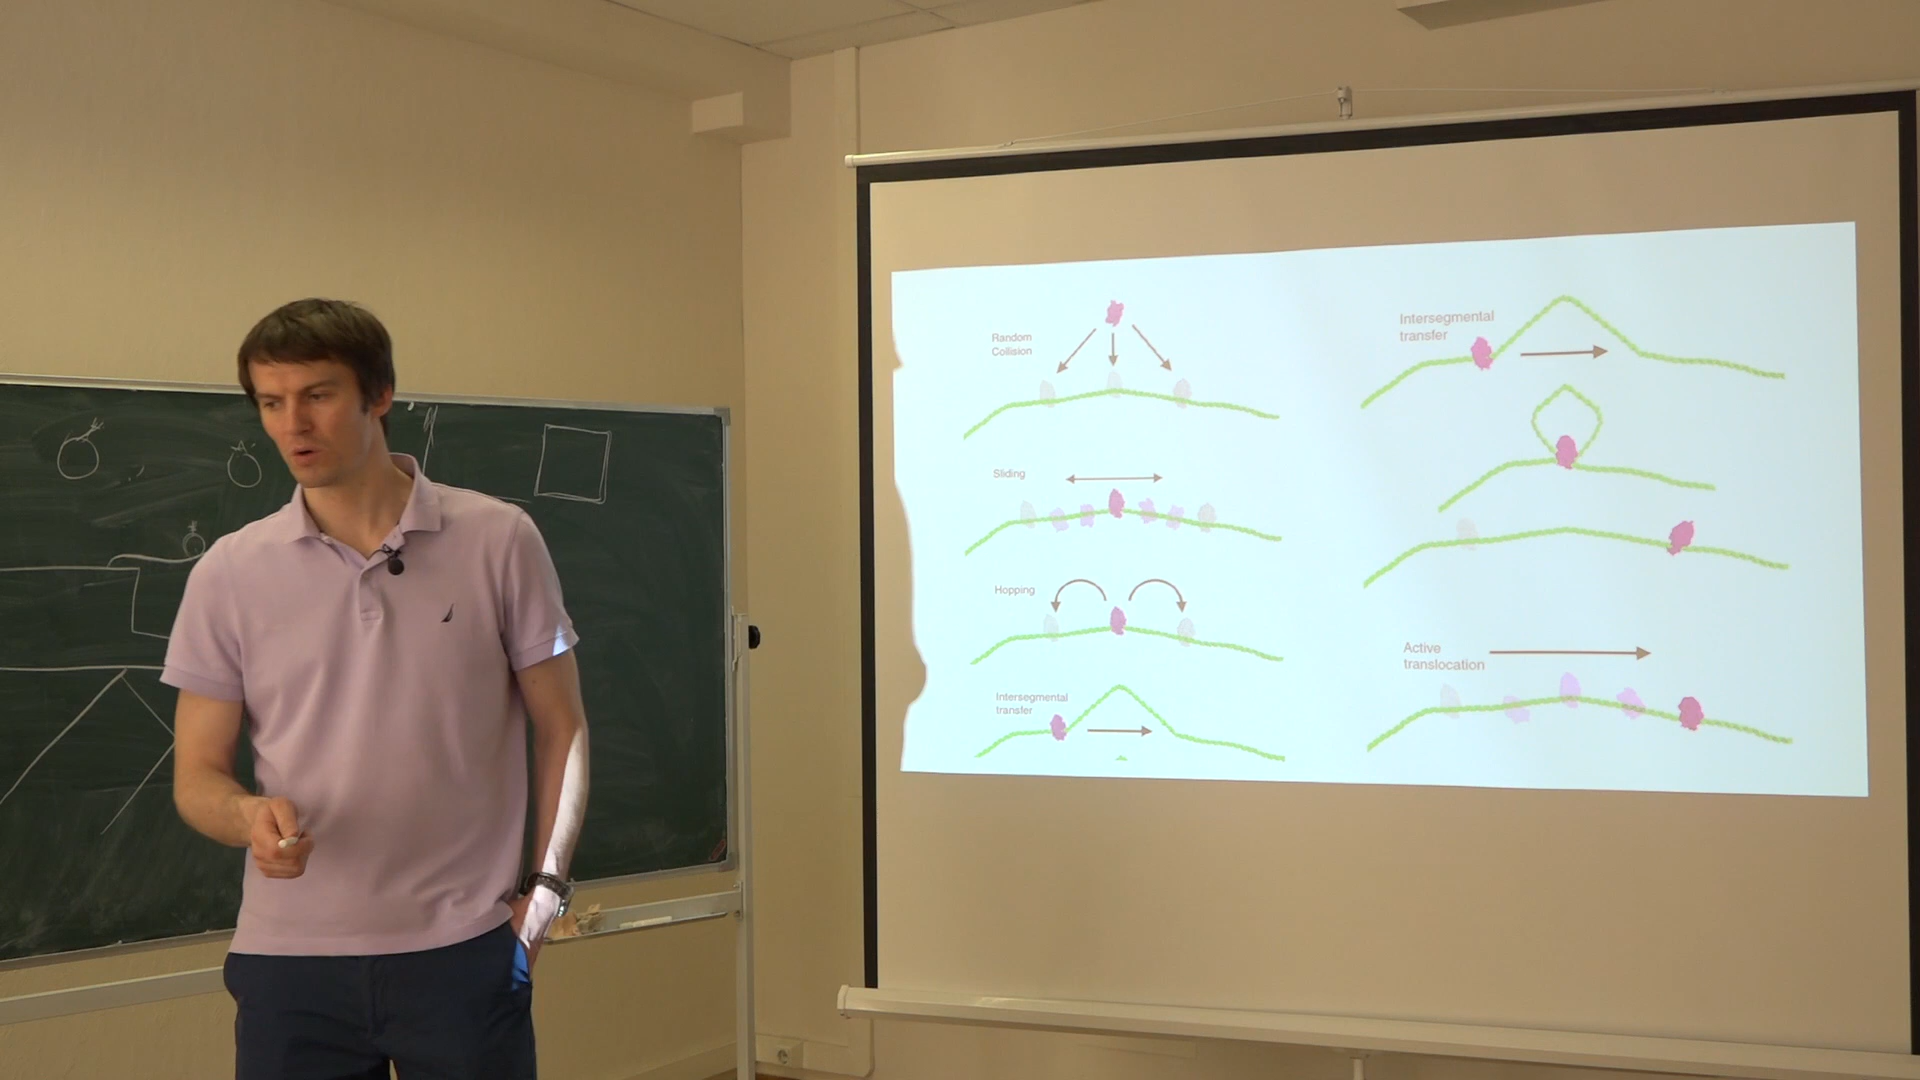 Random
Collision
Sliding
Hopping
Intersegmental
transfer
Intersegmental
transfer
Active
translocation